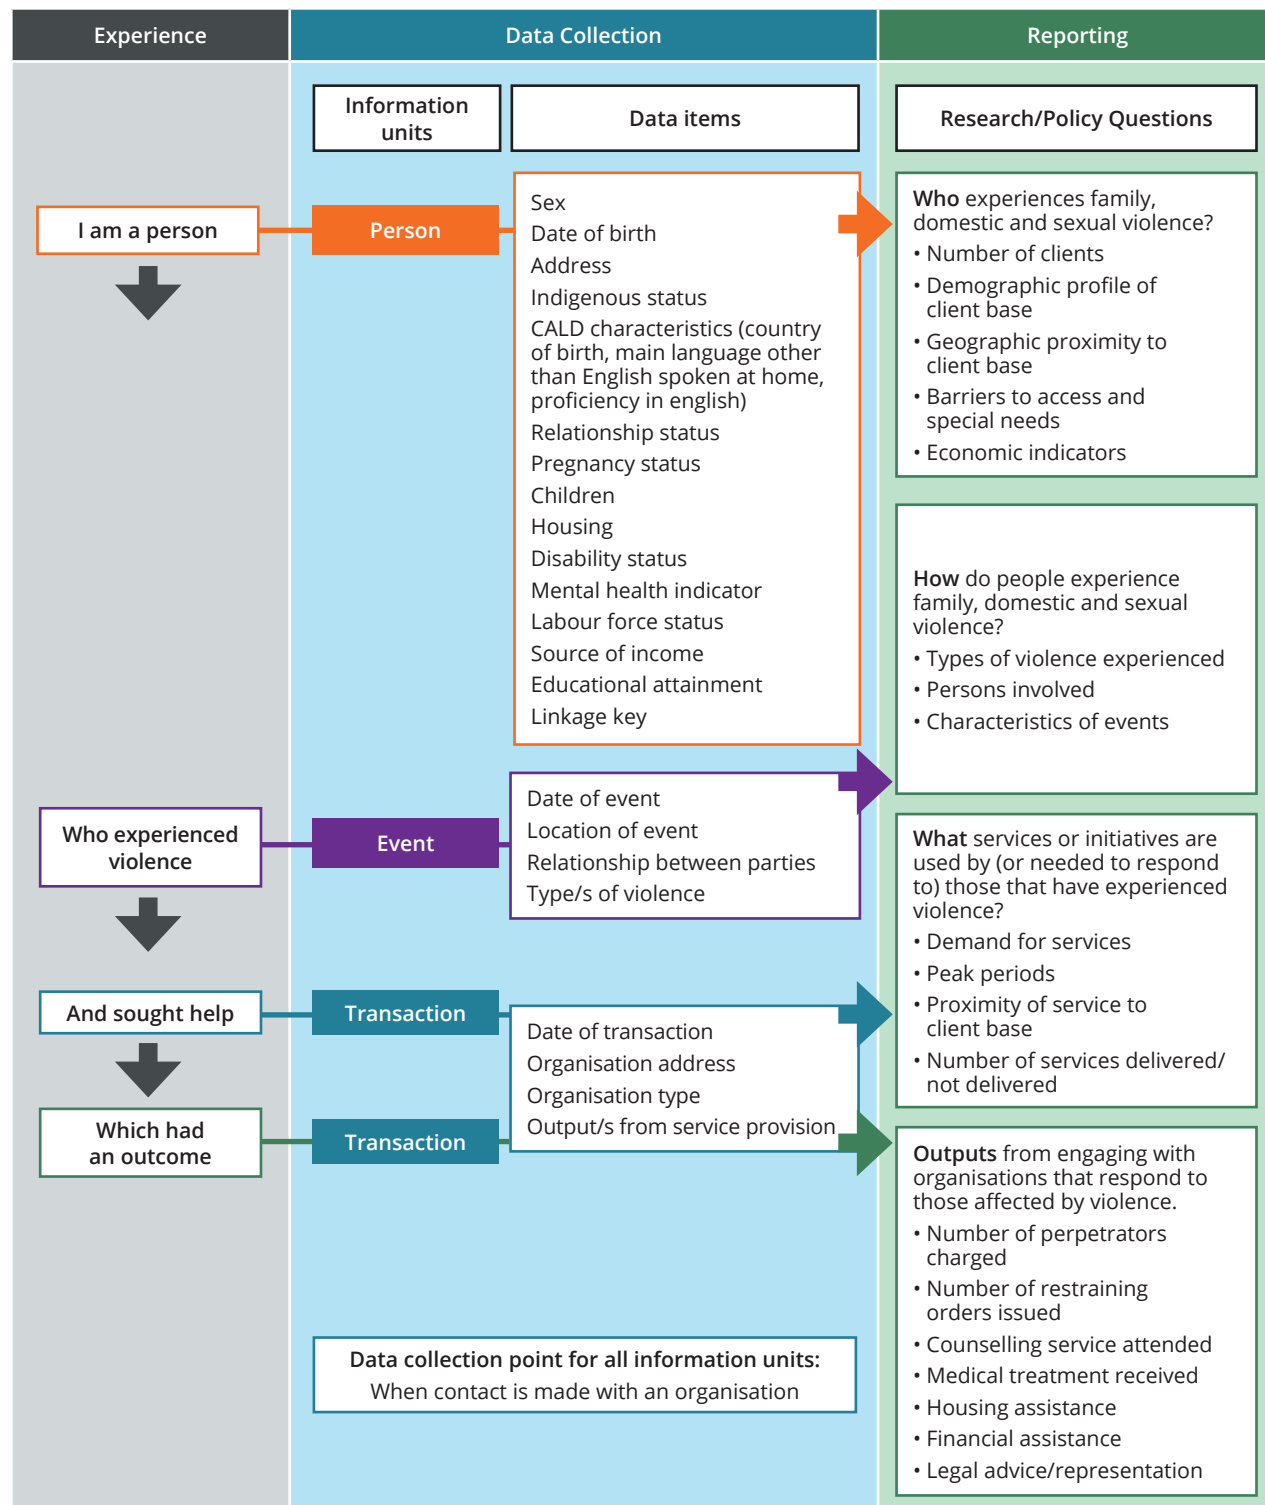 Experience
Data Collection
Reporting
Information
units
Data items
Research/Policy Questions
I am a person
Person
Sex
Date of birth
Address
Indigenous status
CALD characteristics (country
of birth, main language other
than English spoken at home,
proficiency in english)
Relationship status
Pregnancy status
Children
Housing
Disability status
Mental health indicator
Labour force status
Source of income
Educational attainment
Linkage key
Who experiences family,
domestic and sexual violence?
• Number of clients
• Demographic profile of
client base
• Geographic proximity to
client base
• Barriers to access and
special needs
• Economic indicators
How do people experience
family, domestic and sexual
violence?
• Types of violence experienced
• Persons involved
• Characteristics of events
Who experienced
violence
Event
Date of event
Location of event
Relationship between parties
Type/s of violence
What services or initiatives are
used by (or needed to respond
to) those that have experienced
violence?
• Demand for services
• Peak periods
• Proximity of service to
client base
• Number of services delivered/
not delivered
And sought help
Transaction
Date of transaction
Organisation address
Organisation type
Output/s from service provision
Which had
an outcome
Transaction
Outputs from engaging with
organisations that respond to
those affected by violence.
• Number of perpetrators
charged
• Number of restraining
orders issued
• Counselling service attended
• Medical treatment received
• Housing assistance
• Financial assistance
• Legal advice/representation
Data collection point for all information units:
When contact is made with an organisation